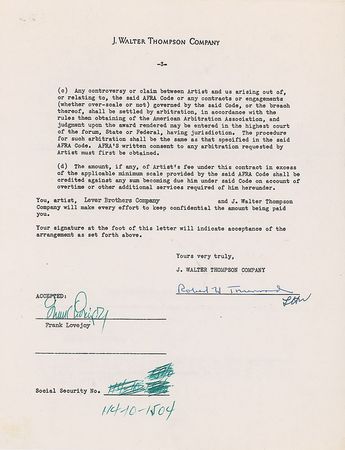 J. WALTER THOMPSON COMPANY
-3-
(c) Any controversy or claim between Artist and us arising out of,
or relating to, the said AFRA Code or any contracts or engagements
(whether over-scale or not) governed by the said Code, or the breach
thereof, shall be settled by arbitration, in accordance with the
rules then obtaining of the American Arbitration Association, and
judgment upon the award rendered may be entered in the highest court
of the forum, State or Federal, having jurisdiction. The procedure
for such arbitration shall be the same as that specified in the said
AFRA Code. AFRA'S written consent to any arbitration requested by
Artist must first be obtained.
(d) The amount, if any, of Artist's fee under this contract in excess
of the applicable minimum scale provided by the said AFRA Code shall be
credited against any sum becoming due him under said Code on account of
overtime or other additional services required of him hereunder.
You, artist, Lever Brothers Company and J. Walter Thompson
Company will make every effort to keep confidential the amount being paid
you.
Your signature at the foot of this letter will indicate acceptance of the
arrangement as set forth above.
Yours very truly,
J. WALTER THOMPSON COMPANY
Robert H
ACCEPTED:
Frank Lovejoy
Frank Lovejoy
Social Security No.
114-10-1504